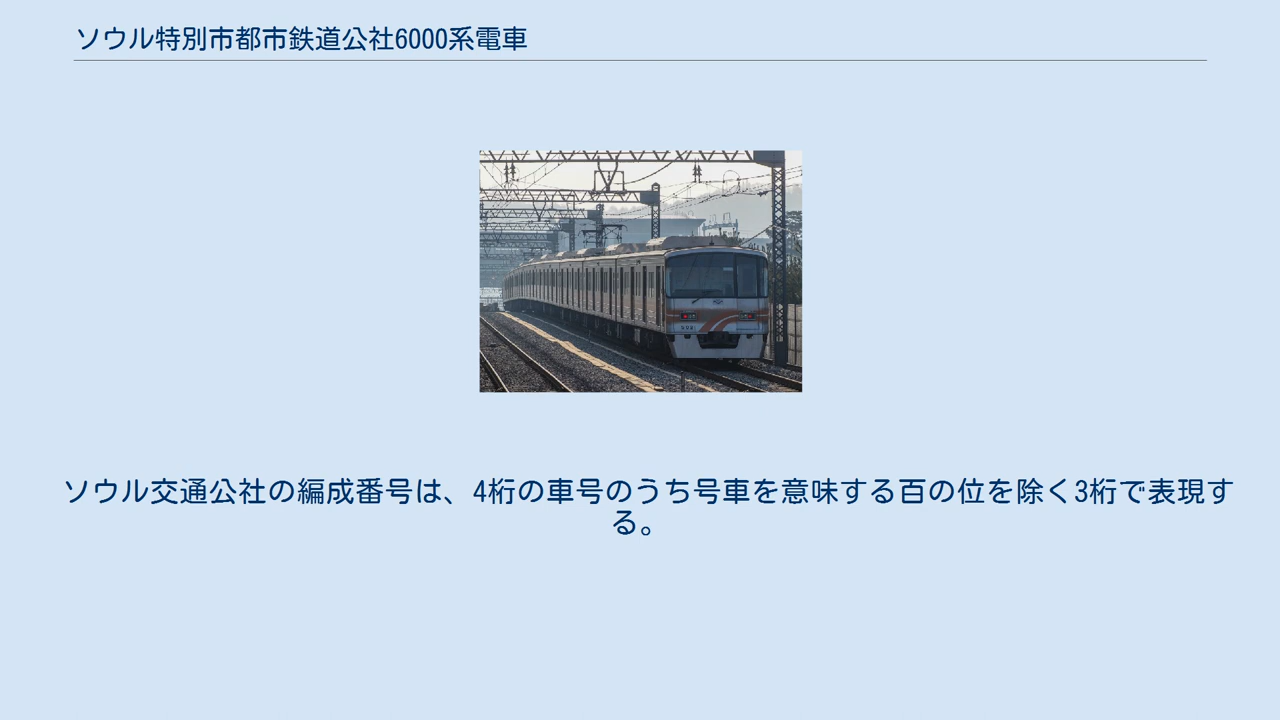 ソウル特別市都市鉄道公社6000系電車
ソウル交通公社の編成番号は、4桁の車号のうち号車を意味する百の位を除く3桁で表現す
る。